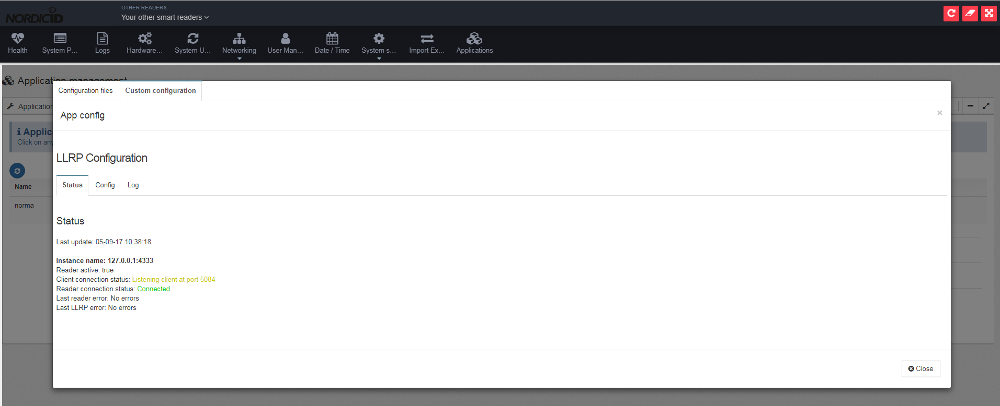 NORDICID
OTHER READERS:
Your other smart readers
Health
System P...
Logs
Hardware...
System U...
Networking
User Man...
Date / Time
System s...
Import Ex...
Applications
Application management
Configuration files
Custom configuration
Application
App config
×
Applic
Click on any
LLRP Configuration
Status
Config
Log
Name
norma
Status
Last update: 05-09-17 10:38:18
Instance name: 127.0.0.1:4333
Reader active: true
Client connection status: Listening client at port 5084
Reader connection status: Connected
Last reader error: No errors
Last LLRP error: No errors
Close